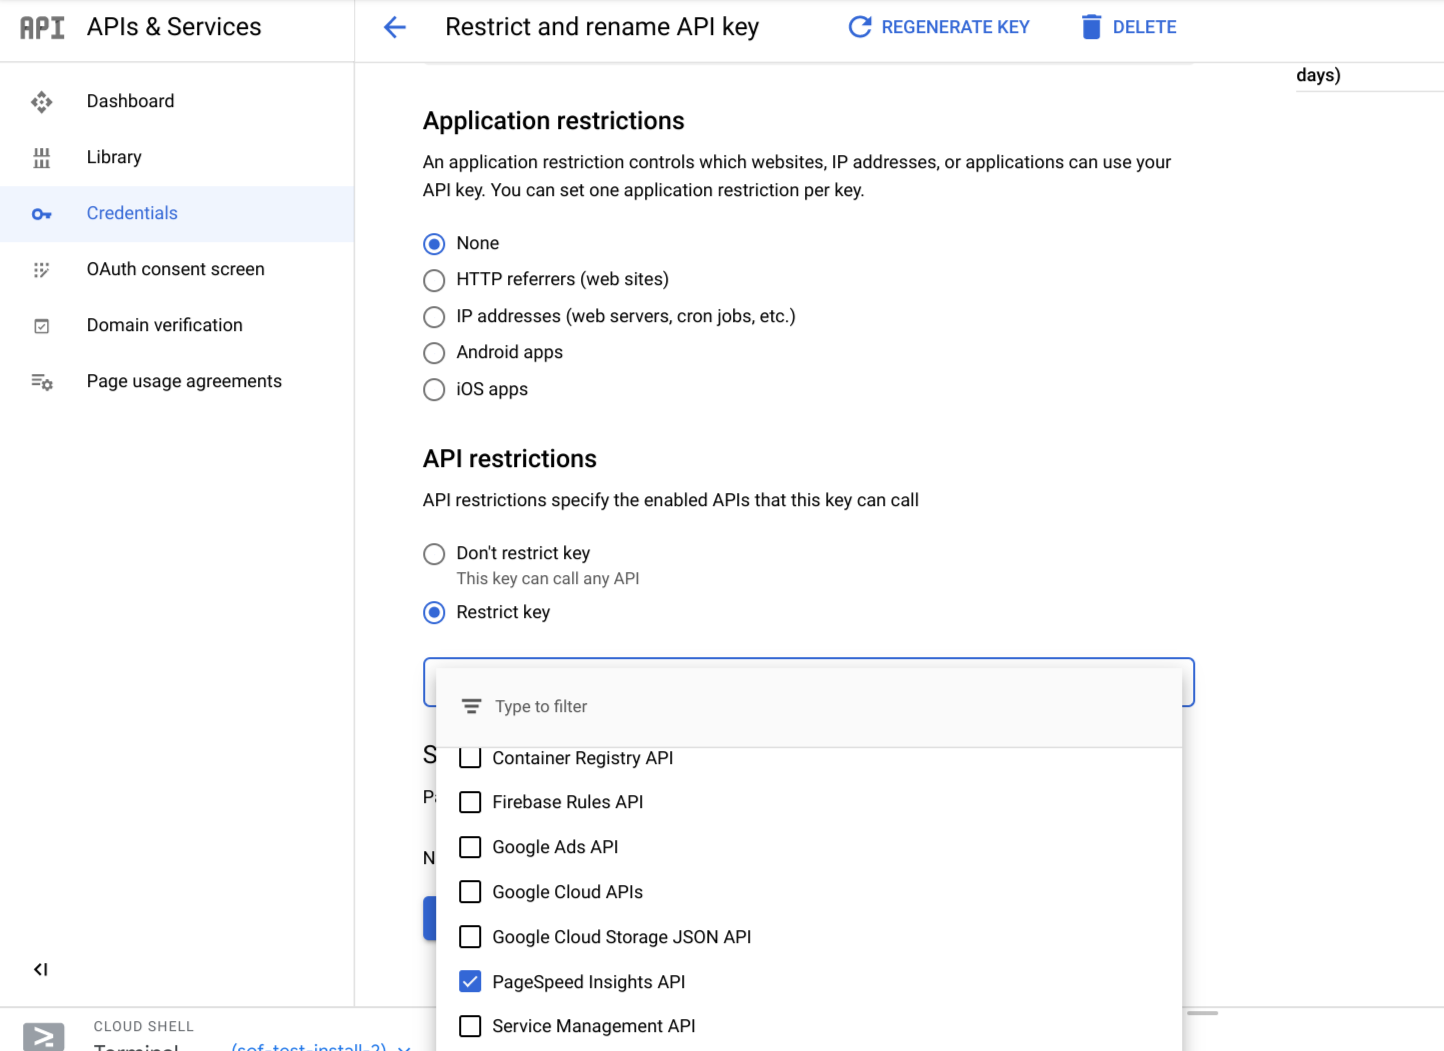 API APIs & Services
Restrict and rename API key
REGENERATE KEY
DELETE
Dashboard
Library
Credentials
OAuth consent screen
Domain verification
Page usage agreements
days)
Application restrictions
An application restriction controls which websites, IP addresses, or applications can use your
API key. You can set one application restriction per key.
None
HTTP referrers (web sites)
IP addresses (web servers, cron jobs, etc.)
Android apps
iOS apps
API restrictions
API restrictions specify the enabled APIs that this key can call
Don't restrict key
This key can call any API
Restrict key
Type to filter
Container Registry API
Firebase Rules API
Google Ads API
Google Cloud APIs
Google Cloud Storage JSON API
PageSpeed Insights API
Service Management API
CLOUD SHELL
Terminal
(sof-test-install-2)